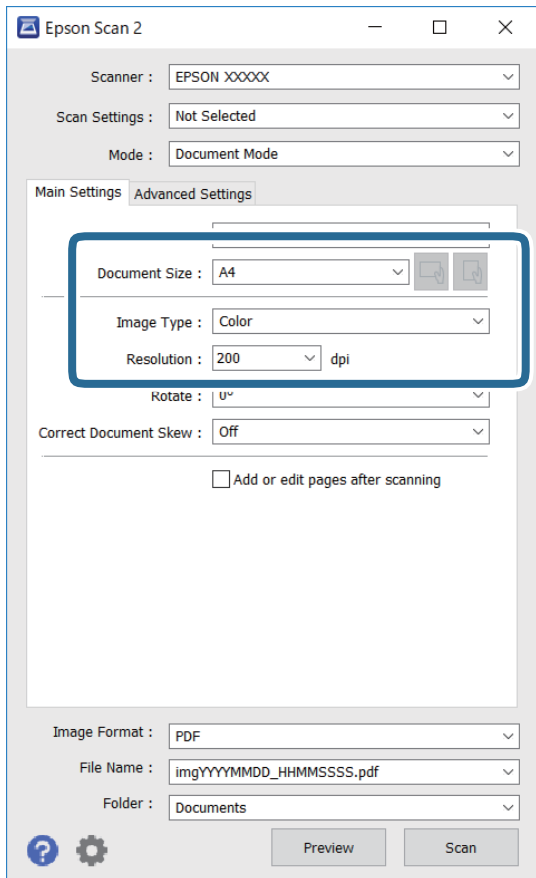 Epson Scan 2
Scanner : EPSON XXXXX
Scan Settings : Not Selected
Mode : Document Mode
Main Settings Advanced Settings
Document Size : A4
Image Type : Color
Resolution : 200 dpi
Rotate : 0º
Correct Document Skew : Off
Add or edit pages after scanning
Image Format : PDF
File Name : imgYYYYMMDD_HHMMSSSS.pdf
Folder : Documents
? Preview Scan